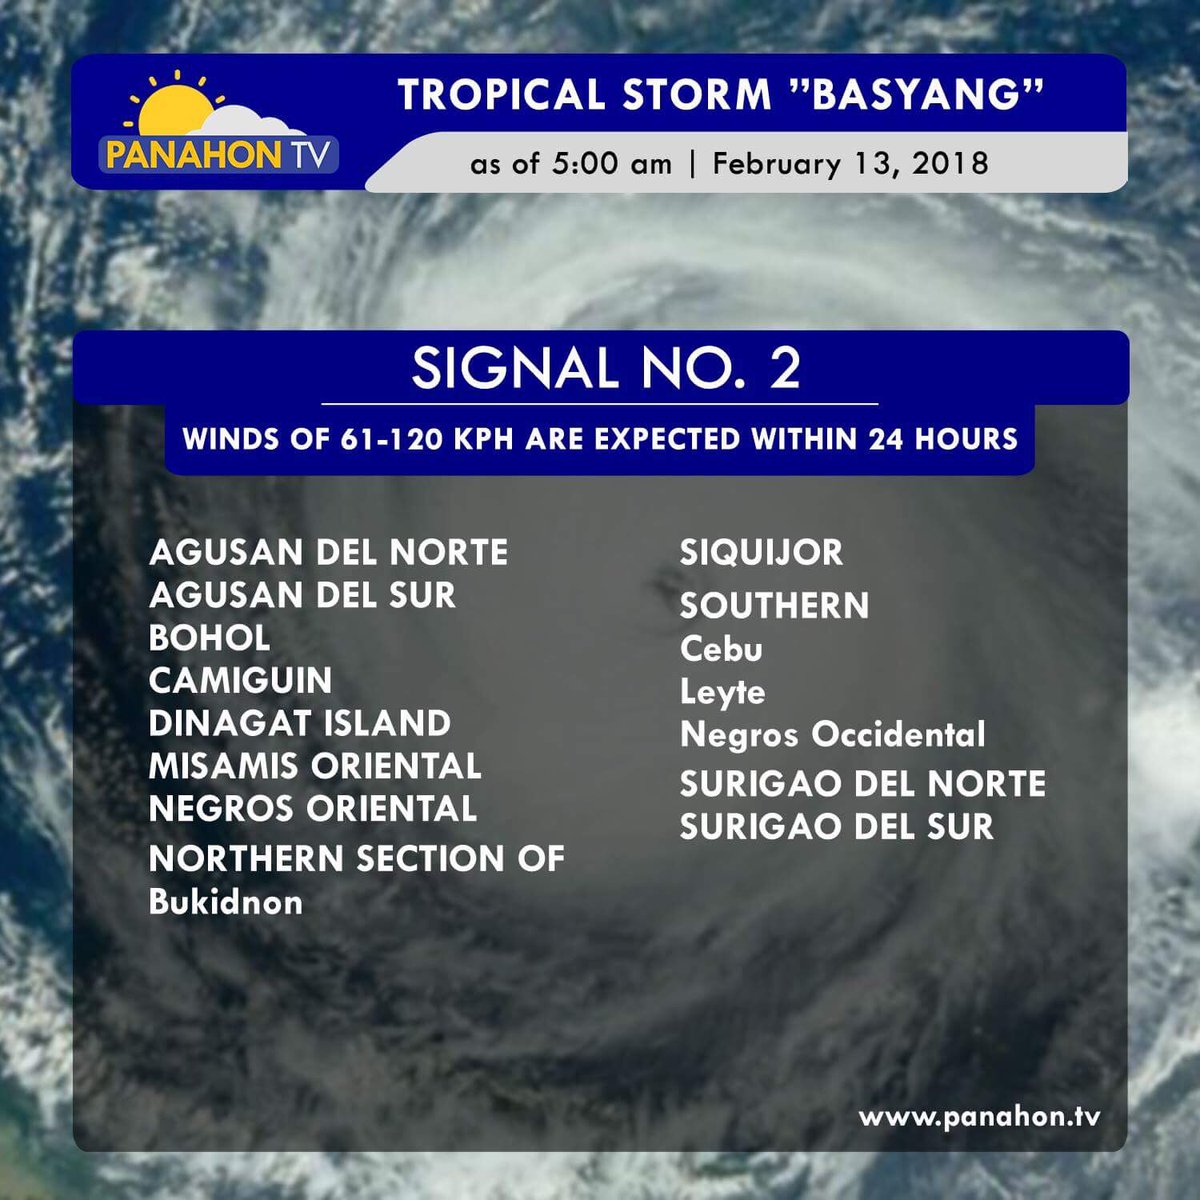 PANAHON TV
TROPICAL STORM ”BASYANG”
as of 5:00 am | February 13, 2018
SIGNAL NO. 2
WINDS OF 61-120 KPH ARE EXPECTED WITHIN 24 HOURS
AGUSAN DEL NORTE
AGUSAN DEL SUR
BOHOL
CAMIGUIN
DINAGAT ISLAND
MISAMIS ORIENTAL
NEGROS ORIENTAL
NORTHERN SECTION OF
Bukidnon
SIQUIJOR
SOUTHERN
Cebu
Leyte
Negros Occidental
SURIGAO DEL NORTE
SURIGAO DEL SUR
www.panahon.tv